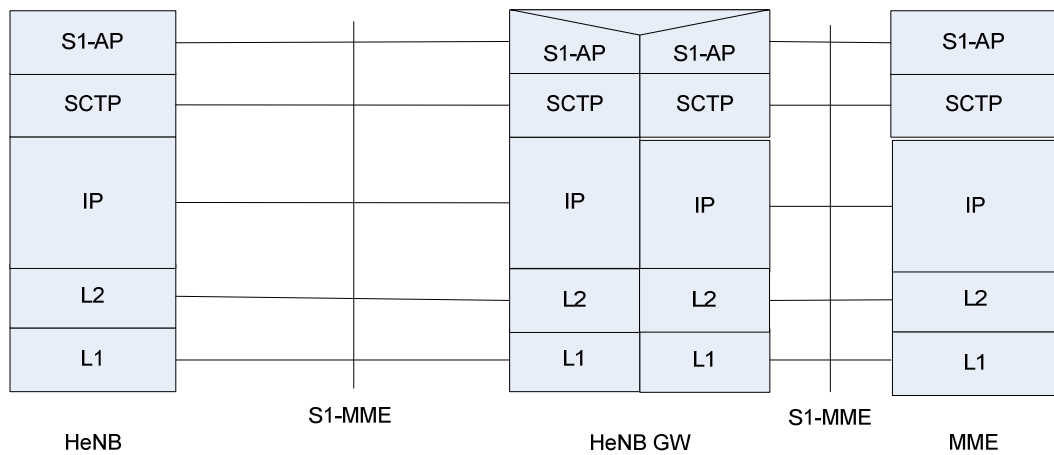 S1-AP
S1-AP
S1-AP
S1-AP
SCTP
SCTP
SCTP
SCTP
IP
IP
IP
IP
L2
L2
L2
L2
L1
L1
L1
L1
S1-MME
S1-MME
HeNB
HeNB GW
MME